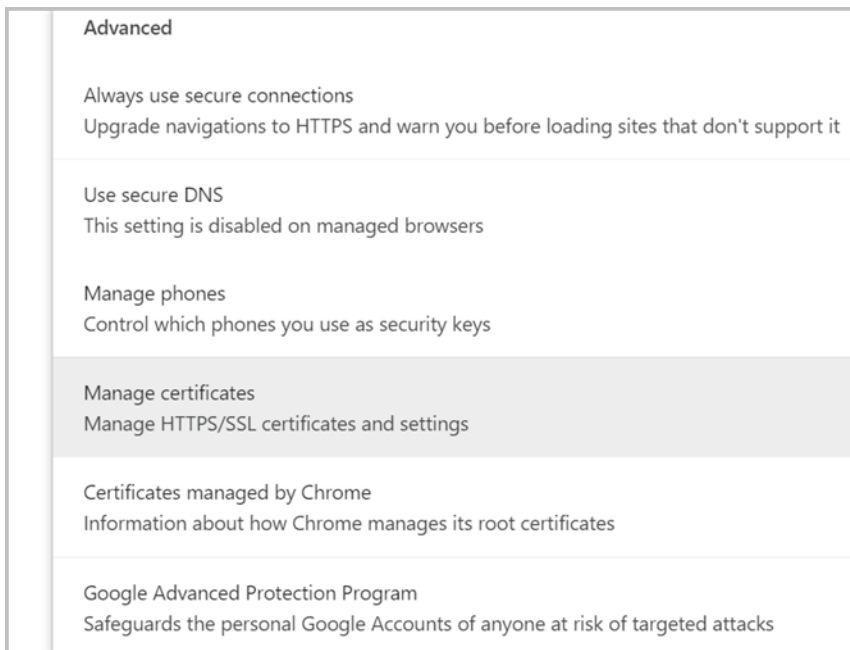 Advanced
Always use secure connections
Upgrade navigations to HTTPS and warn you before loading sites that don't support it
Use secure DNS
This setting is disabled on managed browsers
Manage phones
Control which phones you use as security keys
Manage certificates
Manage HTTPS/SSL certificates and settings
Certificates managed by Chrome
Information about how Chrome manages its root certificates
Google Advanced Protection Program
Safeguards the personal Google Accounts of anyone at risk of targeted attacks